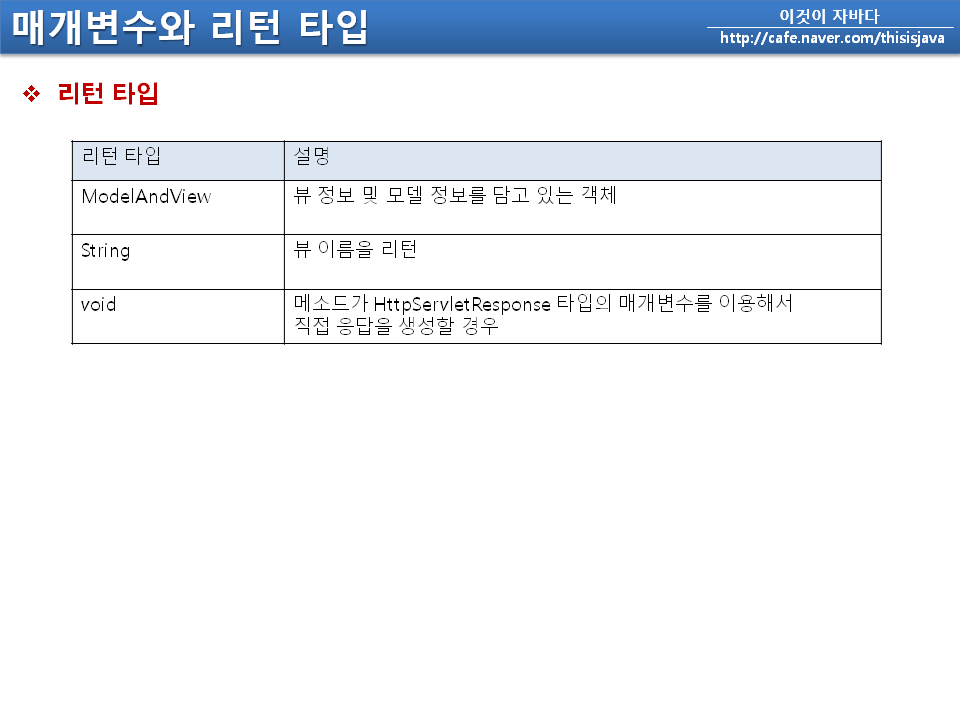 매개변수와 리턴 타입
이것이 자바다
http://cafe.naver.com/thisisjava
❖ 리턴 타입
리턴 타입 설명
ModelAndView 뷰 정보 및 모델 정보를 담고 있는 객체
String 뷰 이름을 리턴
void 메소드가 HttpServletResponse 타입의 매개변수를 이용해서
직접 응답을 생성할 경우